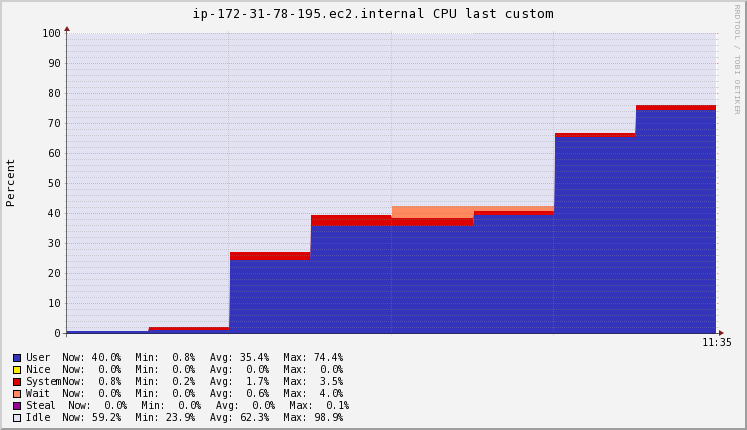 ip-172-31-78-195.ec2.internal CPU last custom
RRDTOOL / TOBI OETIKER
Percent
100
90
80
70
60
50
40
30
20
10
0
11:35
User Now: 40.0% Min: 0.8% Avg: 35.4% Max: 74.4%
Nice Now: 0.0% Min: 0.0% Avg: 0.0% Max: 0.0%
System Now: 0.8% Min: 0.2% Avg: 1.7% Max: 3.5%
Wait Now: 0.0% Min: 0.0% Avg: 0.6% Max: 4.0%
Steal Now: 0.0% Min: 0.0% Avg: 0.0% Max: 0.1%
Idle Now: 59.2% Min: 23.9% Avg: 62.3% Max: 98.9%